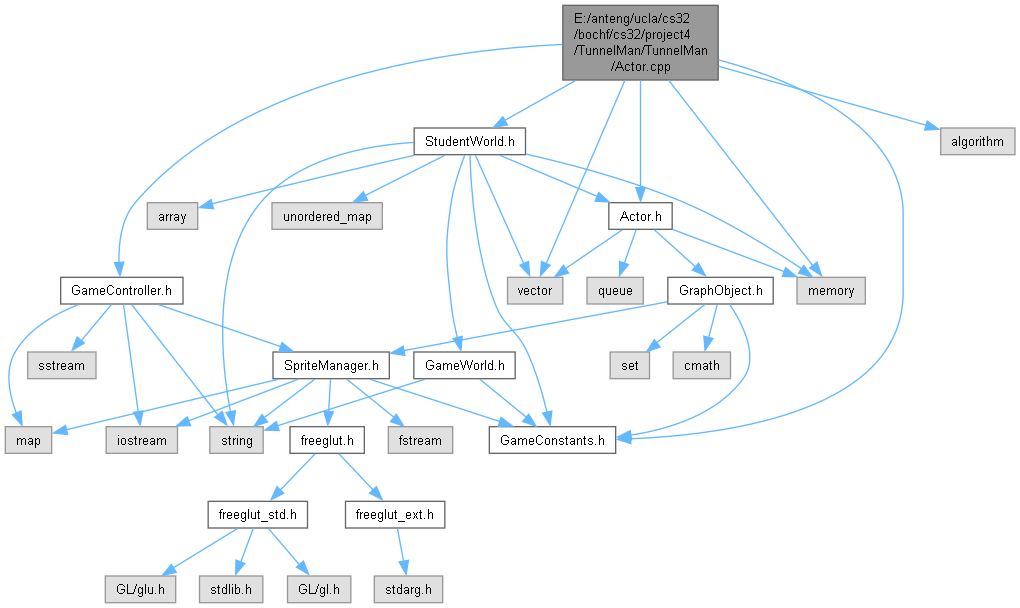 E:/anteng/ucla/cs32
/bochf/cs32/project4
/TunnelMan/TunnelMan
/Actor.cpp
StudentWorld.h
algorithm
array
unordered_map
Actor.h
GameController.h
vector
queue
GraphObject.h
memory
sstream
SpriteManager.h
GameWorld.h
set
cmath
map
iostream
string
freeglut.h
fstream
GameConstants.h
freeglut_std.h
freeglut_ext.h
GL/glu.h
stdlib.h
GL/gl.h
stdarg.h